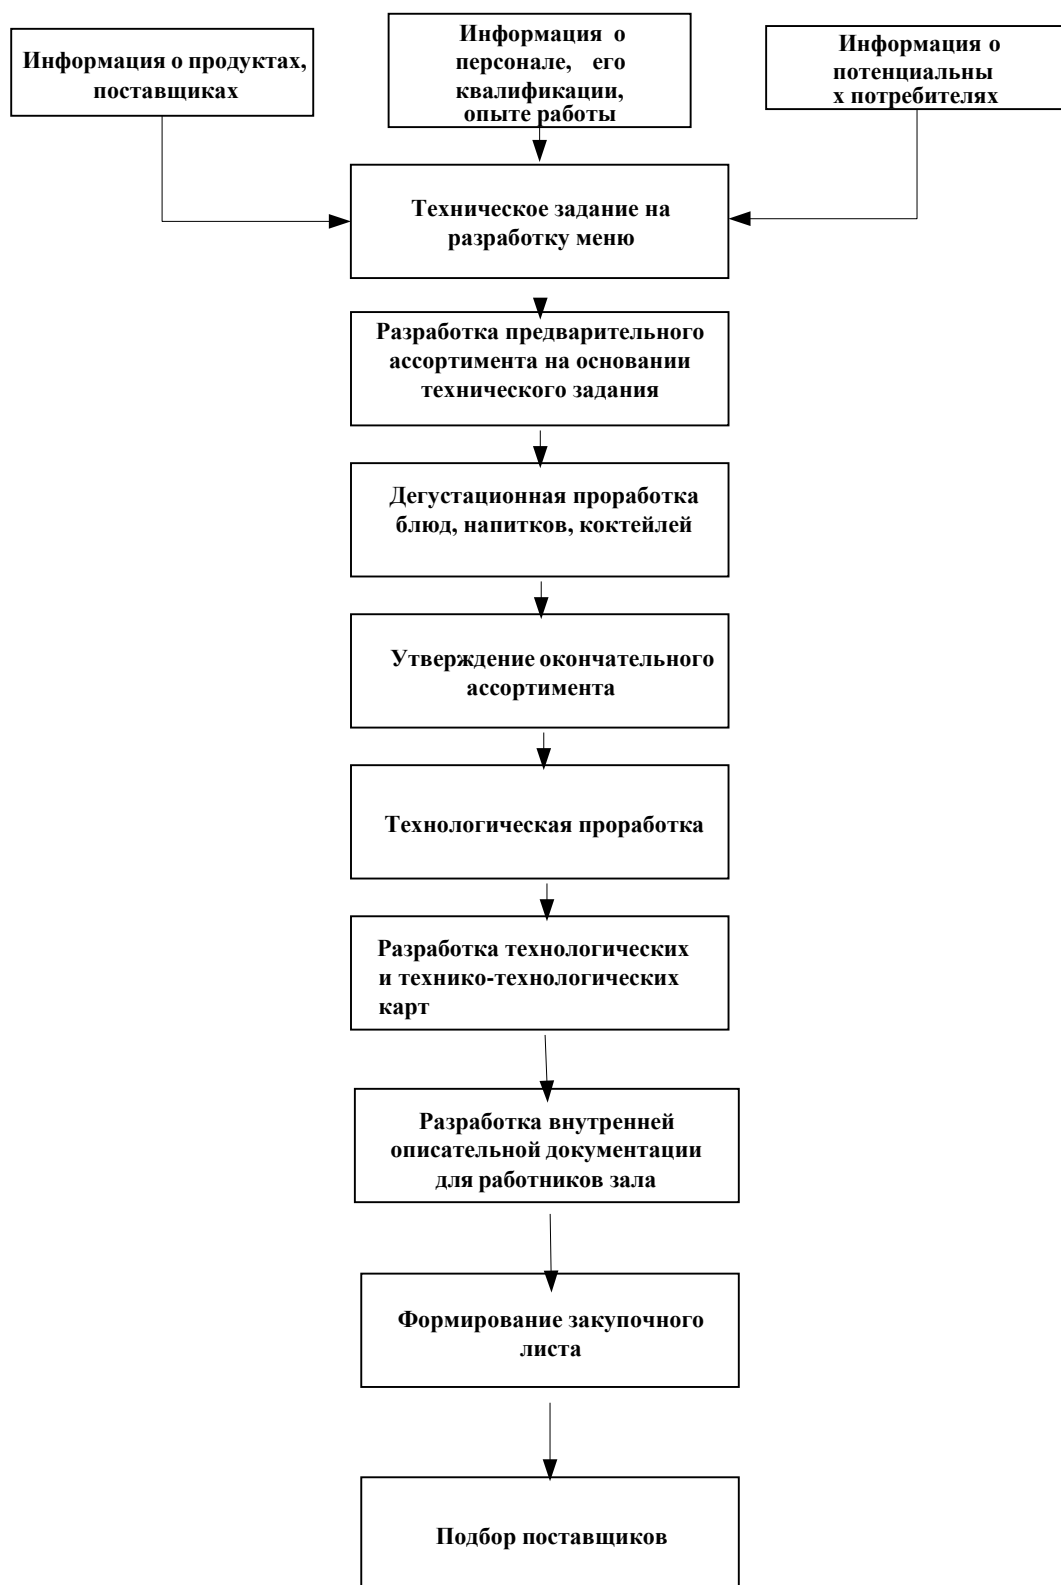 Информация о продуктах,
поставщиках
Информация о
персонале, его
квалификации,
опыте работы
Информация о
потенциальны
х потребителях
Техническое задание на
разработку меню
Разработка предварительного
ассортимента на основании
технического задания
Дегустационная проработка
блюд, напитков, коктейлей
Утверждение окончательного
ассортимента
Технологическая проработка
Разработка технологических
и технико-технологических
карт
Разработка внутренней
описательной документации
для работников зала
Формирование закупочного
листа
Подбор поставщиков